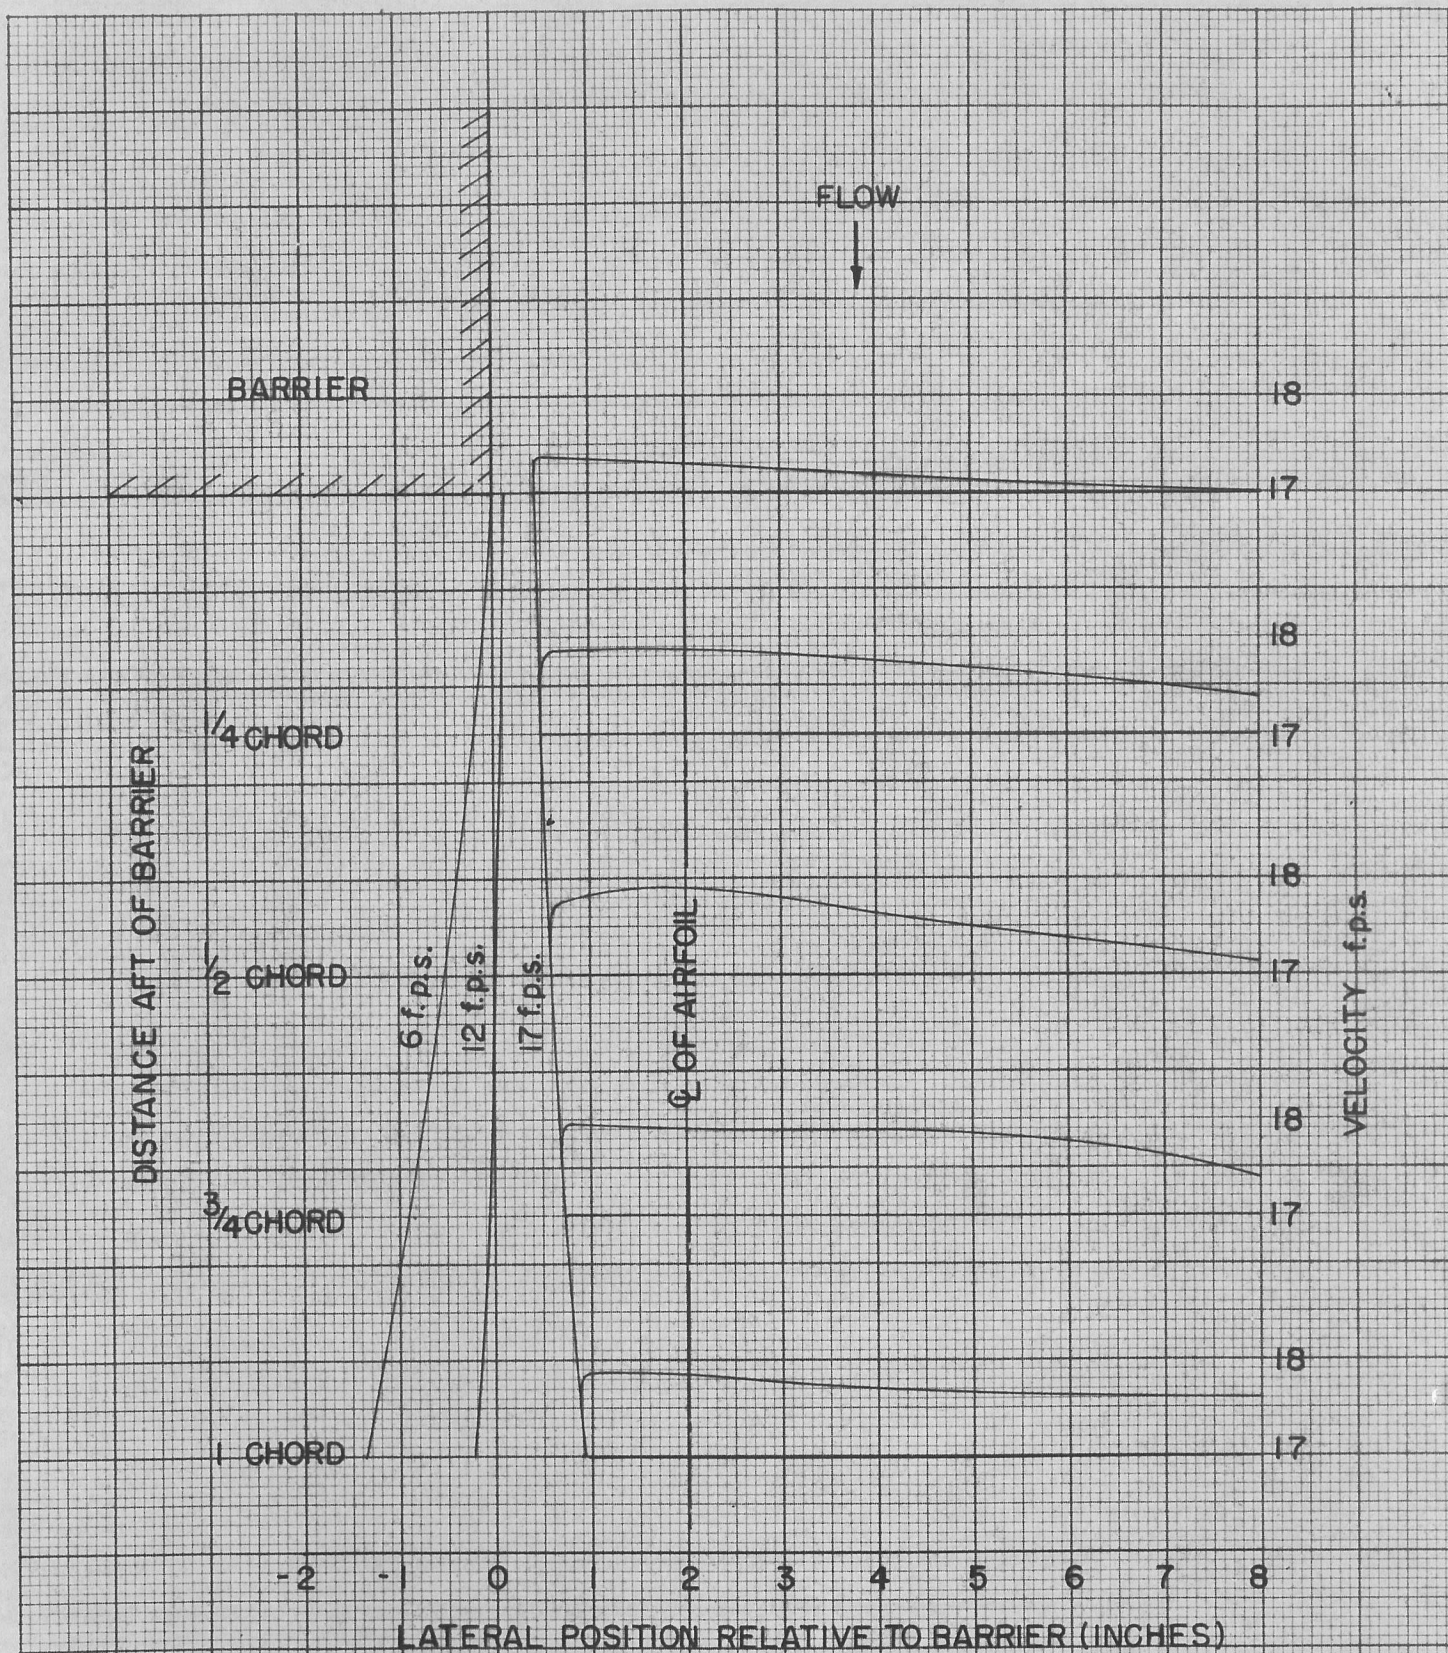 FLOW
BARRIER
18
17
18
1/4 CHORD
17
18
1/2 CHORD
17
6 f.p.s.
12 f.p.s.
17 f.p.s.
℄ OF AIRFOIL
DISTANCE AFT OF BARRIER
VELOCITY f.p.s.
18
3/4 CHORD
17
18
1 CHORD
17
-2 -1 0 1 2 3 4 5 6 7 8
LATERAL POSITION RELATIVE TO BARRIER (INCHES)